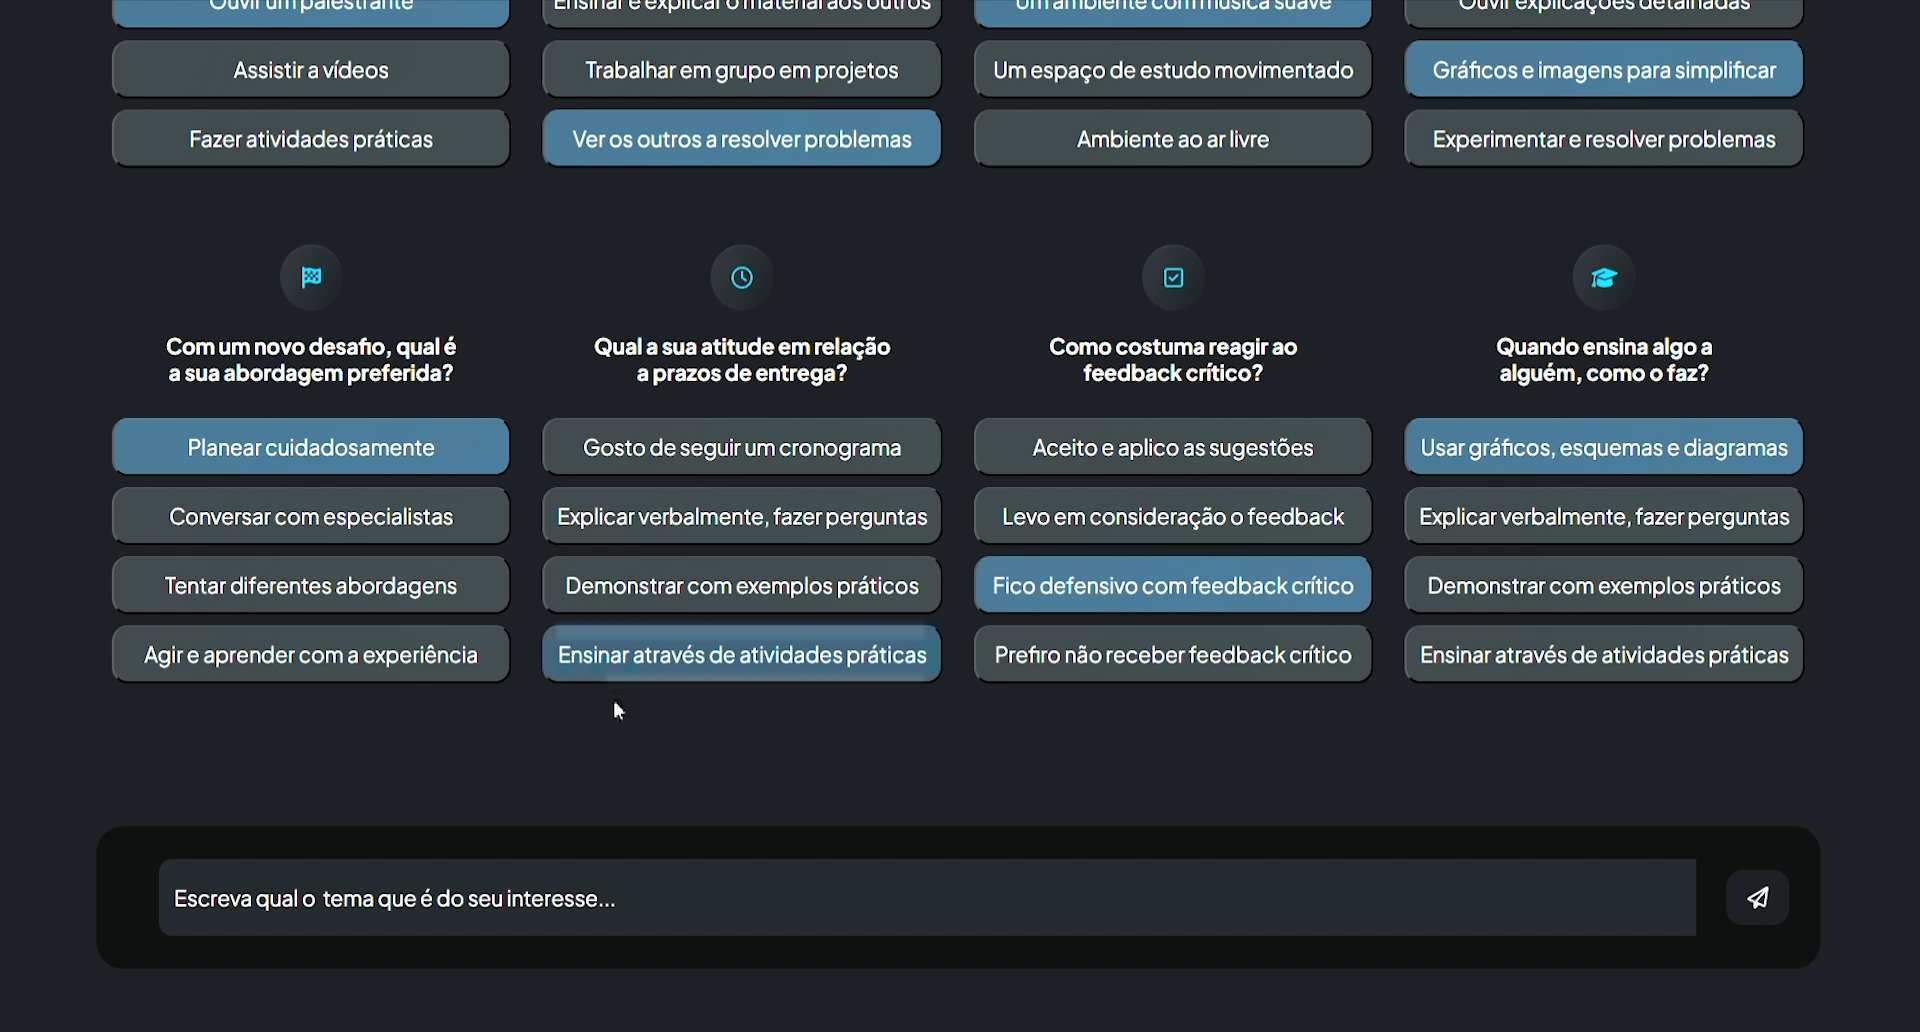 Ouvir um palestrante
Ensinar e explicar o material aos outros
Um ambiente com música suave
Ouvir explicações detalhadas
Assistir a vídeos
Trabalhar em grupo em projetos
Um espaço de estudo movimentado
Gráficos e imagens para simplificar
Fazer atividades práticas
Ver os outros a resolver problemas
Ambiente ao ar livre
Experimentar e resolver problemas
Com um novo desafio, qual é
a sua abordagem preferida?
Planear cuidadosamente
Conversar com especialistas
Tentar diferentes abordagens
Agir e aprender com a experiência
Qual a sua atitude em relação
a prazos de entrega?
Gosto de seguir um cronograma
Explicar verbalmente, fazer perguntas
Demonstrar com exemplos práticos
Ensinar através de atividades práticas
Como costuma reagir ao
feedback crítico?
Aceito e aplico as sugestões
Levo em consideração o feedback
Fico defensivo com feedback crítico
Prefiro não receber feedback crítico
Quando ensina algo a
alguém, como o faz?
Usar gráficos, esquemas e diagramas
Explicar verbalmente, fazer perguntas
Demonstrar com exemplos práticos
Ensinar através de atividades práticas
Escreva qual o tema que é do seu interesse...